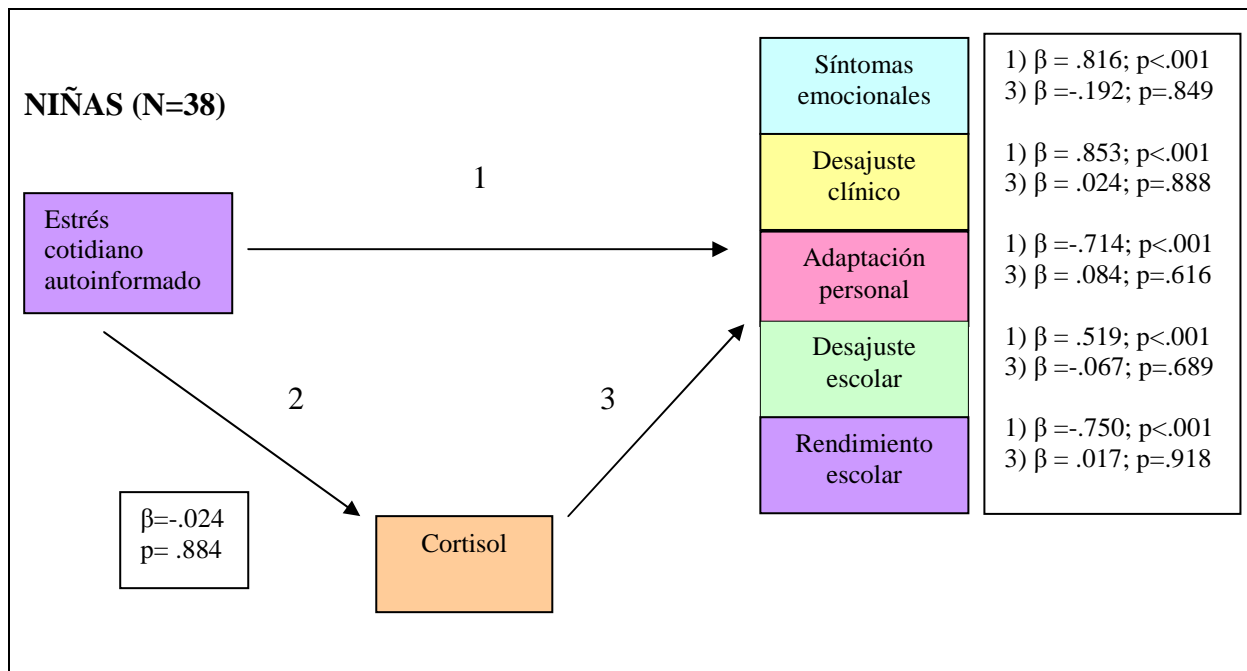 NIÑAS (N=38)
Estrés
cotidiano
autoinformado
1
2
3
β=-.024
p= .884
Cortisol
Síntomas
emocionales
Desajuste
clínico
Adaptación
personal
Desajuste
escolar
Rendimiento
escolar
1) β = .816; p<.001
3) β =-.192; p=.849
1) β = .853; p<.001
3) β = .024; p=.888
1) β =-.714; p<.001
3) β = .084; p=.616
1) β = .519; p<.001
3) β =-.067; p=.689
1) β =-.750; p<.001
3) β = .017; p=.918